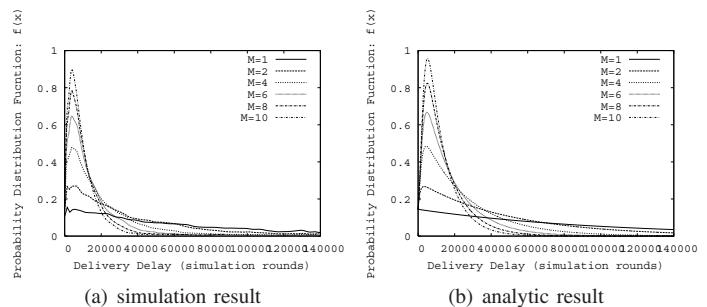 Probability Distribution Fucntion: f(x)
1
0.8
0.6
0.4
0.2
0
0 20000 40000 60000 80000 100000 120000 140000
Delivery Delay (simulation rounds)
M=1
M=2
M=4
M=6
M=8
M=10
(a) simulation result
Probability Distribution Fucntion: f(x)
1
0.8
0.6
0.4
0.2
0
0 20000 40000 60000 80000 100000 120000 140000
Delivery Delay (simulation rounds)
M=1
M=2
M=4
M=6
M=8
M=10
(b) analytic result